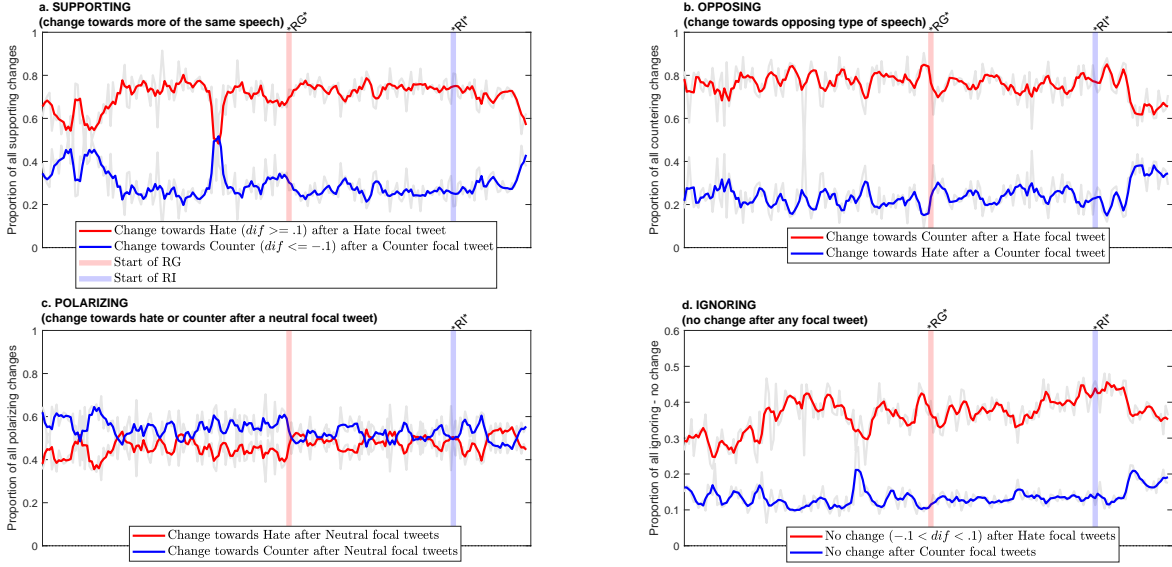 a. SUPPORTING
(change towards more of the same speech)
*RG*
*RI*
Proportion of all supporting changes
1
0.8
0.6
0.4
0.2
0
Change towards Hate (dif >= .1) after a Hate focal tweet
Change towards Counter (dif <= −.1) after a Counter focal tweet
Start of RG
Start of RI
b. OPPOSING
(change towards opposing type of speech)
*RG*
*RI*
Proportion of all countering changes
1
0.8
0.6
0.4
0.2
0
Change towards Counter after a Hate focal tweet
Change towards Hate after a Counter focal tweet
c. POLARIZING
(change towards hate or counter after a neutral focal tweet)
*RI*
Proportion of all polarizing changes
1
0.8
0.6
0.4
0.2
0
Change towards Hate after Neutral focal tweets
Change towards Counter after Neutral focal tweets
d. IGNORING
(no change after any focal tweet)
*RG*
*RI*
Proportion of all ignoring - no change
0.6
0.5
0.4
0.3
0.2
0.1
0
No change (−.1 < dif < .1) after Hate focal tweets
No change after Counter focal tweets